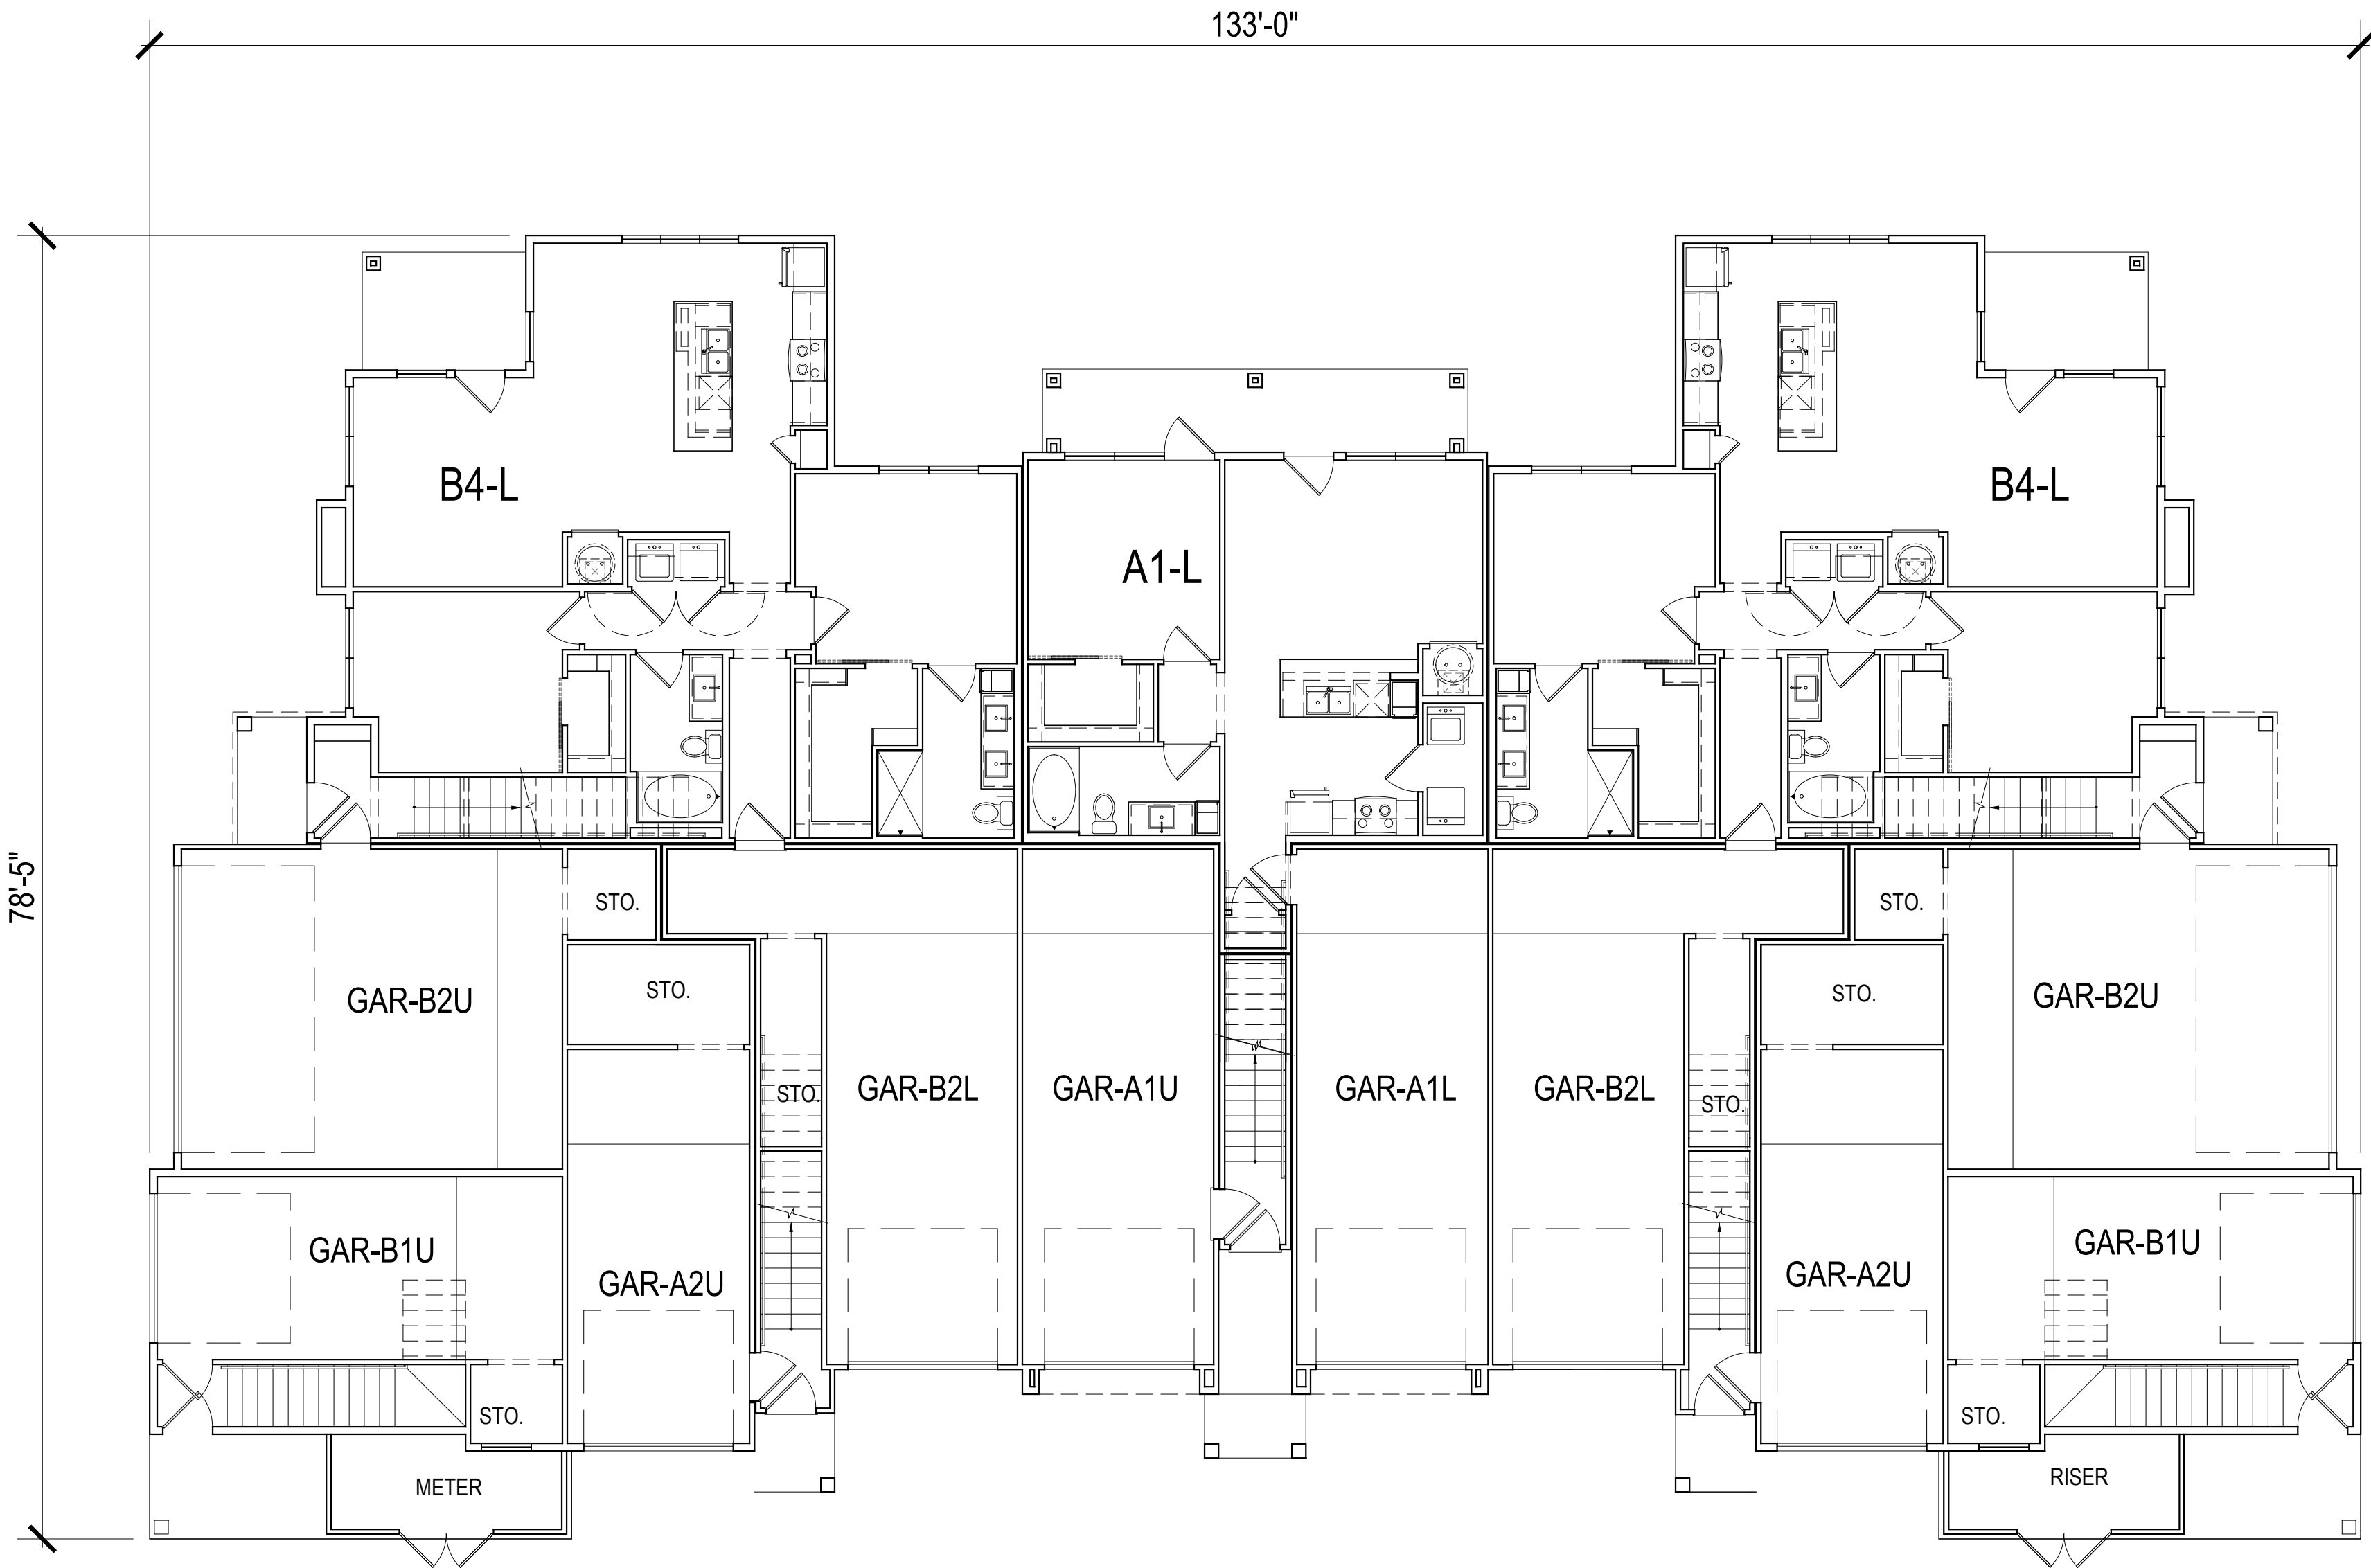 133'-0"
B4-L
B4-L
A1-L
78'-5"
STO.
STO.
GAR-B2U
STO.
STO.
GAR-B2U
STO.
GAR-B2L
GAR-A1U
GAR-A1L
GAR-B2L
STO.
GAR-B1U
GAR-A2U
GAR-A2U
GAR-B1U
STO.
STO.
METER
RISER